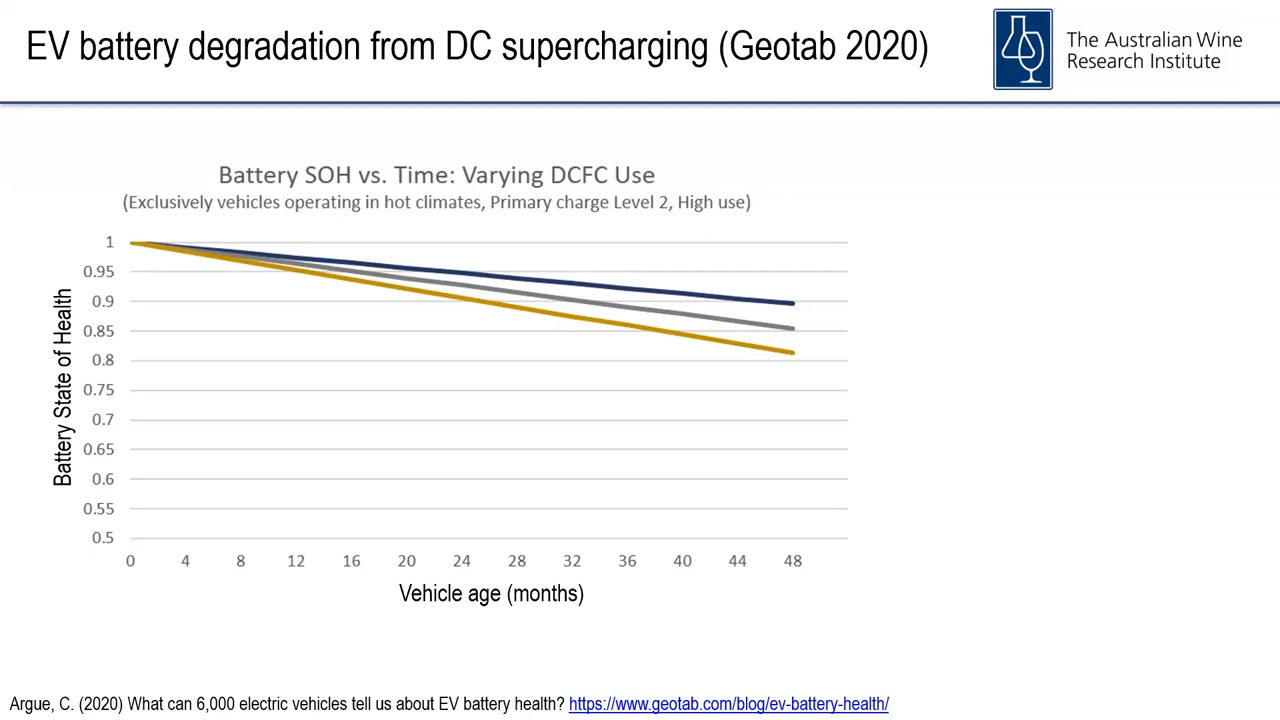 EV battery degradation from DC supercharging (Geotab 2020)
The Australian Wine
Research Institute
Battery SOH vs. Time: Varying DCFC Use
(Exclusively vehicles operating in hot climates, Primary charge Level 2, High use)
Battery State of Health
1
0.95
0.9
0.85
0.8
0.75
0.7
0.65
0.6
0.55
0.5
0 4 8 12 16 20 24 28 32 36 40 44 48
Vehicle age (months)
Argue, C. (2020) What can 6,000 electric vehicles tell us about EV battery health? https://www.geotab.com/blog/ev-battery-health/